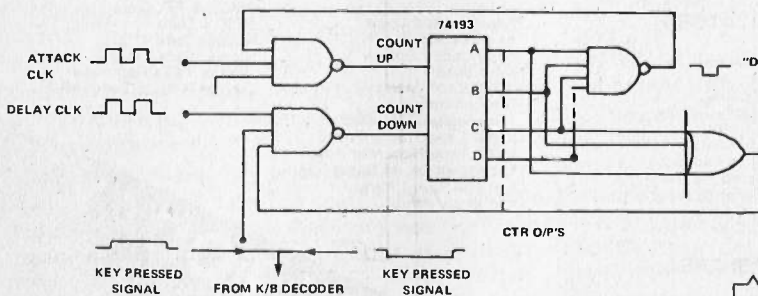 74193
ATTACK
CLK
COUNT
UP
A
"D
DELAY CLK
B
COUNT
DOWN
C
D
CTR O/P'S
KEY PRESSED
SIGNAL
FROM K/B DECODER
KEY PRESSED
SIGNAL